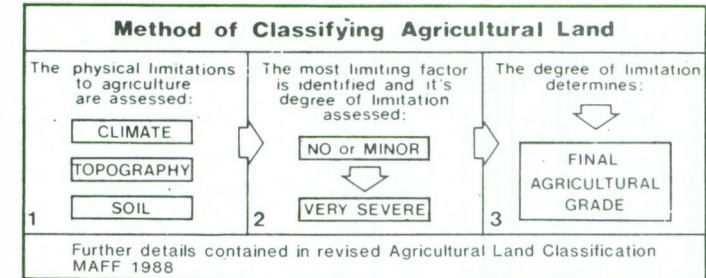 Method of Classifying Agricultural Land
The physical limitations
to agriculture
are assessed:
CLIMATE
TOPOGRAPHY
SOIL
1
The most limiting factor
is identified and it's
degree of limitation
assessed:
NO or MINOR
VERY SEVERE
2
The degree of limitation
determines:
FINAL
AGRICULTURAL
GRADE
3
Further details contained in revised Agricultural Land Classification
MAFF 1988